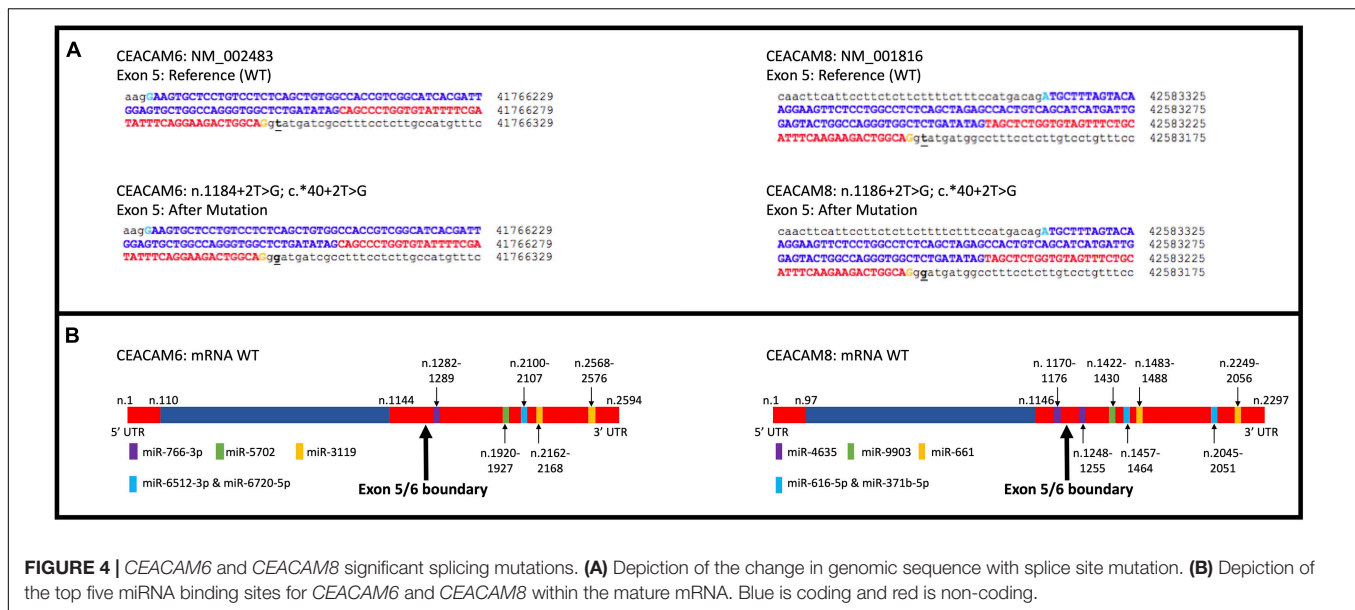 A
CEACAM6: NM_002483
Exon 5: Reference (WT)
aagGAAGTGCTCCTGTCCTCTCAGCTGTGGCCACCGTCGGCATCACGATT 41766229
GGAGTGCTGGCCAGGGTGGCTCTGATATAGCAGCCCTGGTGTATTTTCGA 41766279
TATTTCAGGAAGACTGGCAGgtatgatcgcctttcctcttgccatgtttc 41766329
CEACAM8: NM_001816
Exon 5: Reference (WT)
caacttcattccttctcttcttttctttccatgacagATGCTTTAGTACA 42583325
AGGAAGTTCTCCTGGCCTCTCAGCTAGAGCCACTGTCAGCATCATGATTG 42583275
GAGTACTGGCCAGGGTGGCTCTGATATAGTAGCTCTGGTGTAGTTTCTGC 42583225
ATTTCAAGAAGACTGGCAGgtatgatggcctttcctcttgtcctgtttcc 42583175
CEACAM6: n.1184+2T>G; c.*40+2T>G
Exon 5: After Mutation
aagGAAGTGCTCCTGTCCTCTCAGCTGTGGCCACCGTCGGCATCACGATT 41766229
GGAGTGCTGGCCAGGGTGGCTCTGATATAGCAGCCCTGGTGTATTTTCGA 41766279
TATTTCAGGAAGACTGGCAGgggatgatcgcctttcctcttgccatgtttc 41766329
CEACAM8: n.1186+2T>G; c.*40+2T>G
Exon 5: After Mutation
caacttcattccttctcttcttttctttccatgacagATGCTTTAGTACA 42583325
AGGAAGTTCTCCTGGCCTCTCAGCTAGAGCCACTGTCAGCATCATGATTG 42583275
GAGTACTGGCCAGGGTGGCTCTGATATAGTAGCTCTGGTGTAGTTTCTGC 42583225
ATTTCAAGAAGACTGGCAGgggatgatggcctttcctcttgtcctgtttcc 42583175
B
CEACAM6: mRNA WT
n.1282-
1289
n.2100-
2107
n.2568-
2576
n.1
n.110
n.1144
n.2594
5' UTR
3' UTR
miR-766-3p
miR-5702
miR-3119
n.1920-
1927
n.2162-
2168
miR-6512-3p & miR-6720-5p
Exon 5/6 boundary
CEACAM8: mRNA WT
n.1170-
1176
n.1422-
1430
n.1483-
1488
n.2249-
2056
n.1
n.97
n.1146
n.2297
5' UTR
3' UTR
miR-4635
miR-9903
miR-661
n.1248-
1255
n.1457-
1464
n.2045-
2051
miR-616-5p & miR-371b-5p
Exon 5/6 boundary
FIGURE 4 | CEACAM6 and CEACAM8 significant splicing mutations. (A) Depiction of the change in genomic sequence with splice site mutation. (B) Depiction of
the top five miRNA binding sites for CEACAM6 and CEACAM8 within the mature mRNA. Blue is coding and red is non-coding.